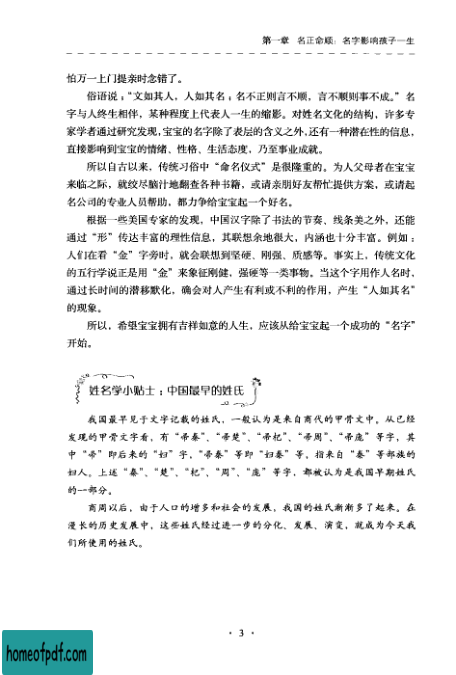 第一章 名正命顺：名字影响孩子一生
怕万一上门提亲时念错了。
俗语说：“文如其人，人如其名；名不正则言不顺，言不顺则事不成。”名
字与人终生相伴，某种程度上代表人一生的缩影。对姓名文化的结构，许多专
家学者通过研究发现，宝宝的名字除了表层的含义之外，还有一种潜在性的信息，
直接影响到宝宝的情绪、性格、生活态度，乃至事业成就。
所以自古以来，传统习俗中“命名仪式”是很隆重的。为人父母者在宝宝
来临之际，就绞尽脑汁地翻查各种书籍，或请亲朋好友帮忙提供方案，或请起
名公司的专业人员帮助，都力争给宝宝起一个好名。
根据一些美国专家的发现，中国汉字除了书法的节奏、线条美之外，还能
通过“形”传达丰富的理性信息，其联想余地很大，内涵也十分丰富。例如：
人们在看“金”字旁时，就会联想到坚硬、刚强、质感等。事实上，传统文化
的五行学说正是用“金”来象征刚健，强硬等一类事物。当这个字用作人名时，
通过长时间的潜移默化，确会对人产生有利或不利的作用，产生“人如其名”
的现象。
所以，希望宝宝拥有吉祥如意的人生，应该从给宝宝起一个成功的“名字”
开始。
姓名学小贴士：中国最早的姓氏
我国最早见于文字记载的姓氏，一般认为是来自商代的甲骨文中。从已经
发现的甲骨文字看，有“帚秦”、“帚楚”、“帚杞”、“帚周”、“帚庞”等字，其
中“帚”即后来的“妇”字，“帚秦”等即“妇秦”等，指来自“秦”等部族的
妇人。上述“秦”、“楚”、“杞”、“周”、“庞”等字，都被认为是我国早期姓氏
的一部分。
商周以后，由于人口的增多和社会的发展，我国的姓氏渐渐多了起来。在
漫长的历史发展中，这些姓氏经过进一步的分化、发展、演变，就成为今天我
们所使用的姓氏。
· 3 ·
homeofpdf.com